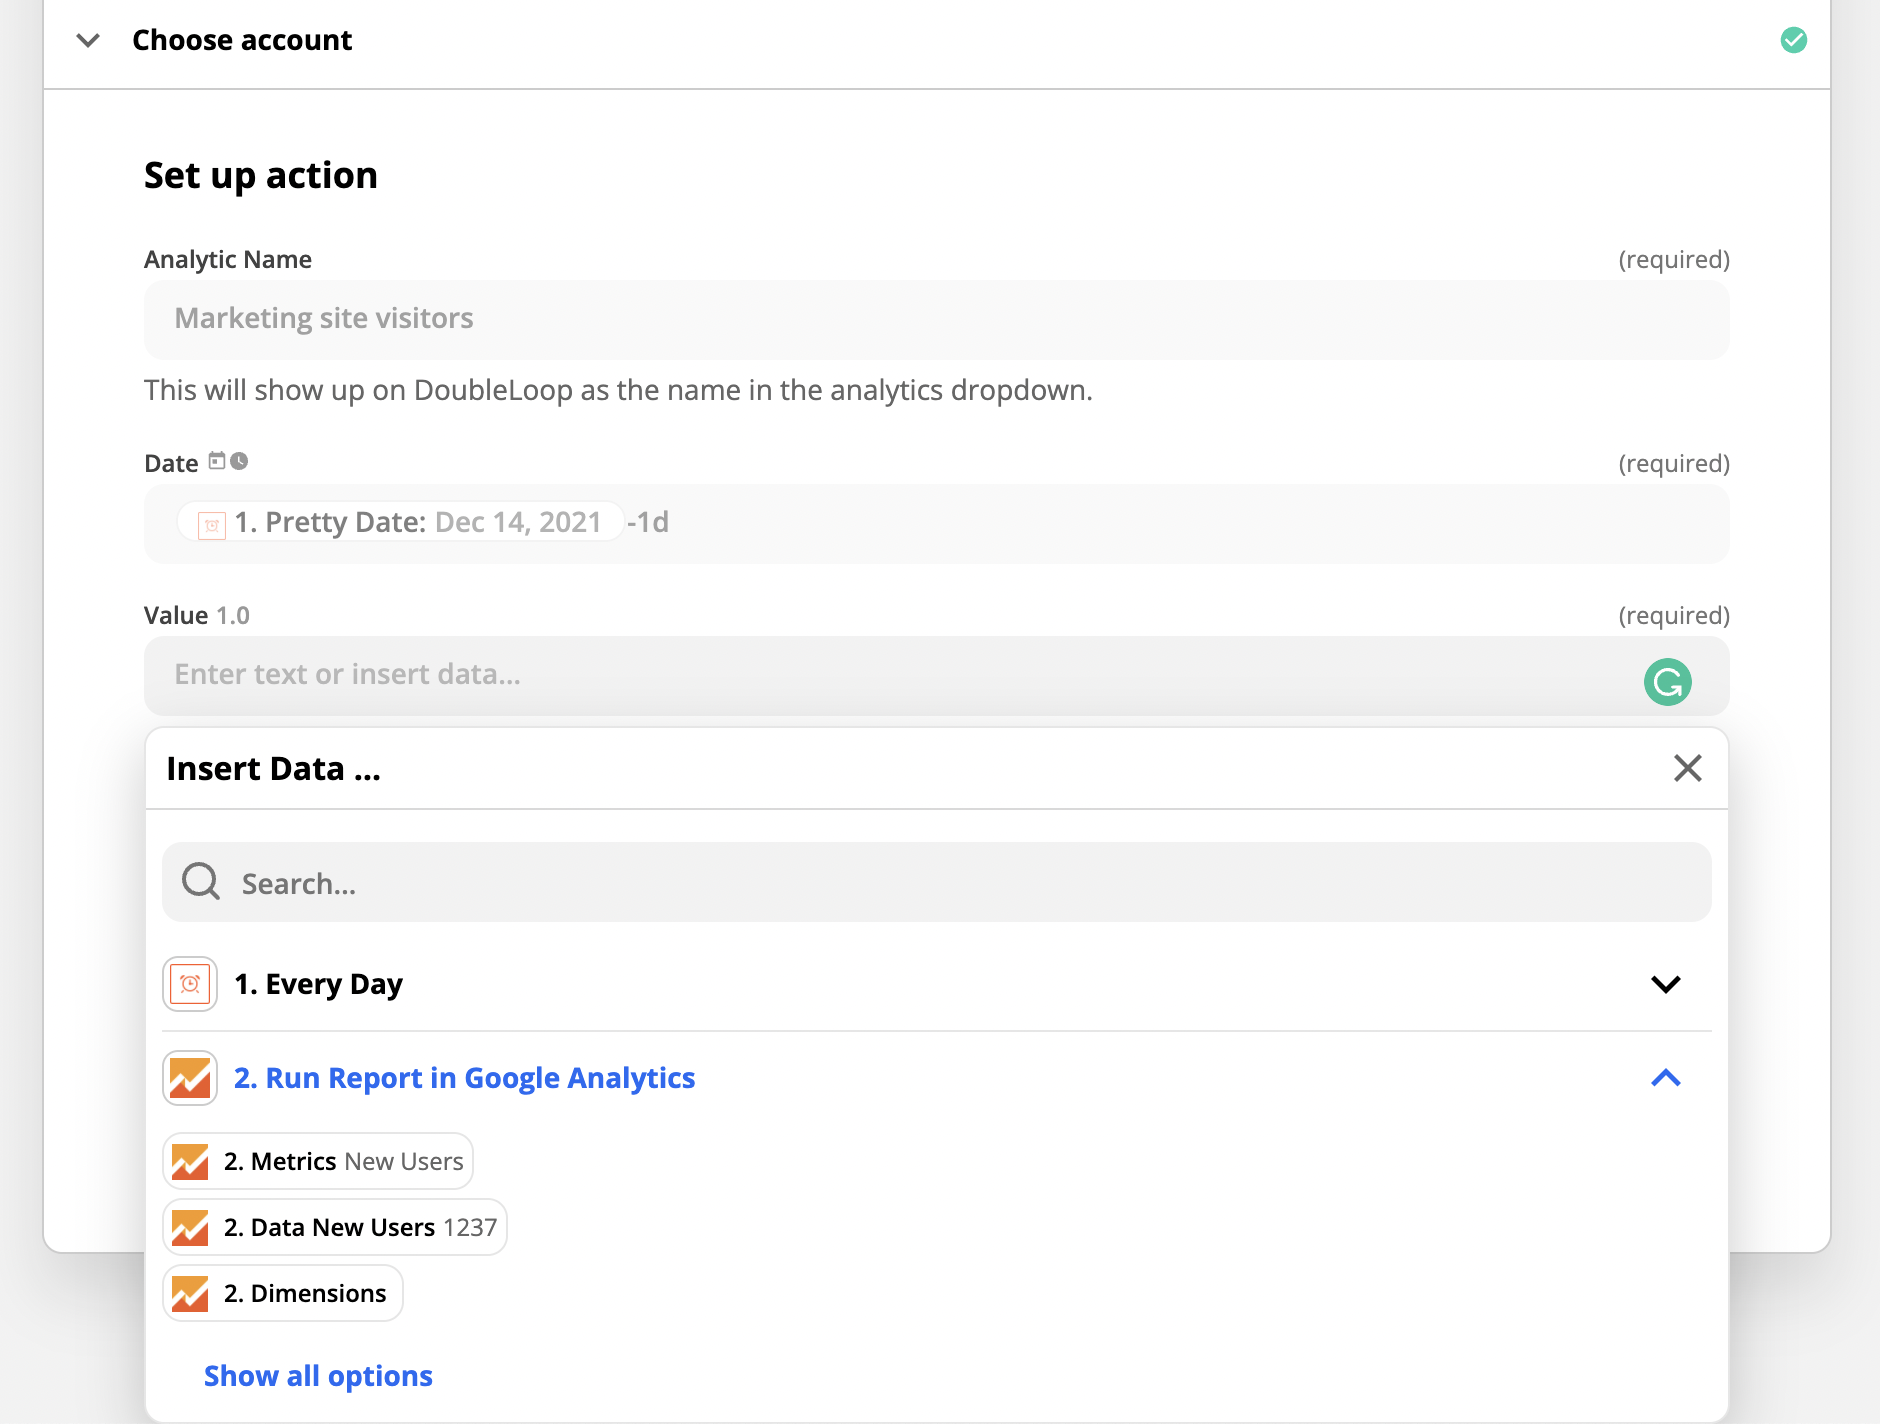 Choose account
Set up action
Analytic Name (required)
Marketing site visitors
This will show up on DoubleLoop as the name in the analytics dropdown.
Date (required)
1. Pretty Date: Dec 14, 2021 -1d
Value 1.0 (required)
Enter text or insert data...
Insert Data ...
Search...
1. Every Day
2. Run Report in Google Analytics
2. Metrics New Users
2. Data New Users 1237
2. Dimensions
Show all options